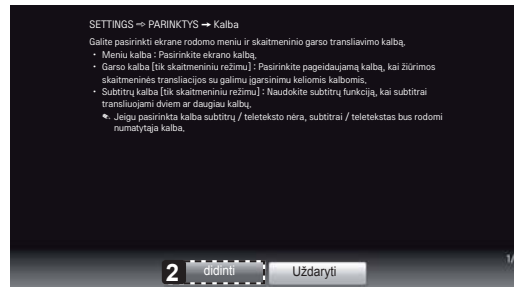 SETTINGS ⇨ PARINKTYS → Kalba
Galite pasirinkti ekrane rodomo meniu ir skaitmeninio garso transliavimo kalbą.
• Meniu kalba : Pasirinkite ekrano kalbą.
• Garso kalba [tik skaitmeniniu režimu] : Pasirinkite pageidaujamą kalbą, kai žiūrimos
skaitmeninės transliacijos su galimu įgarsinimu keliomis kalbomis.
• Subtitrų kalba [tik skaitmeniniu režimu] : Naudokite subtitrų funkciją, kai subtitrai
transliuojami dviem ar daugiau kalbų.
Jeigu pasirinkta kalba subtitrų / teleteksto nėra, subtitrai / teletekstas bus rodomi
numatytąja kalba.
1/
2 didinti Uždaryti